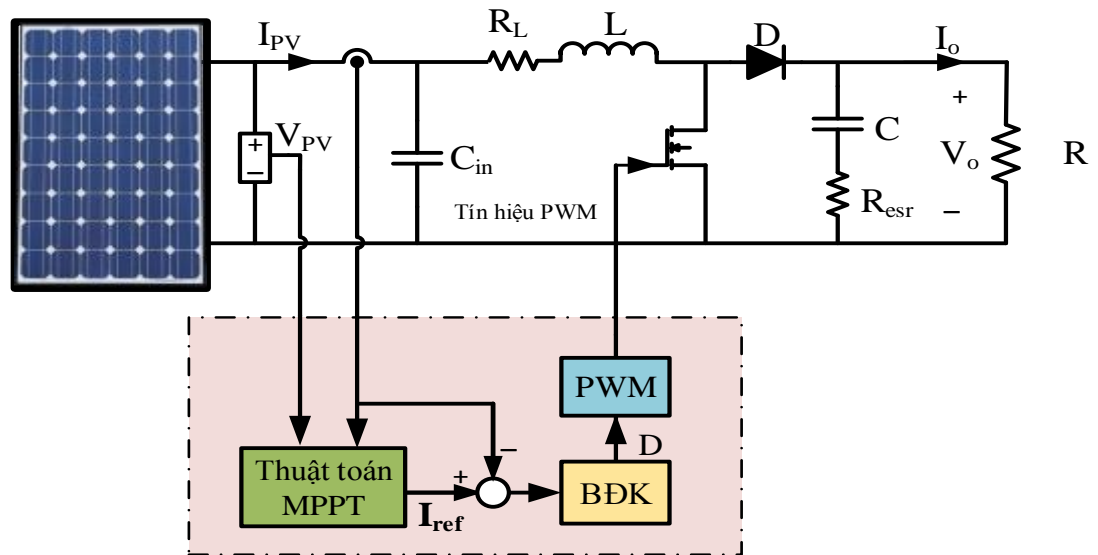 I_PV
R_L
L
D
I_o
+
−
V_PV
C_in
+
C
V_o
R
R_esr
−
Tín hiệu PWM
PWM
D
Thuật toán
MPPT
−
+
I_ref
BĐK